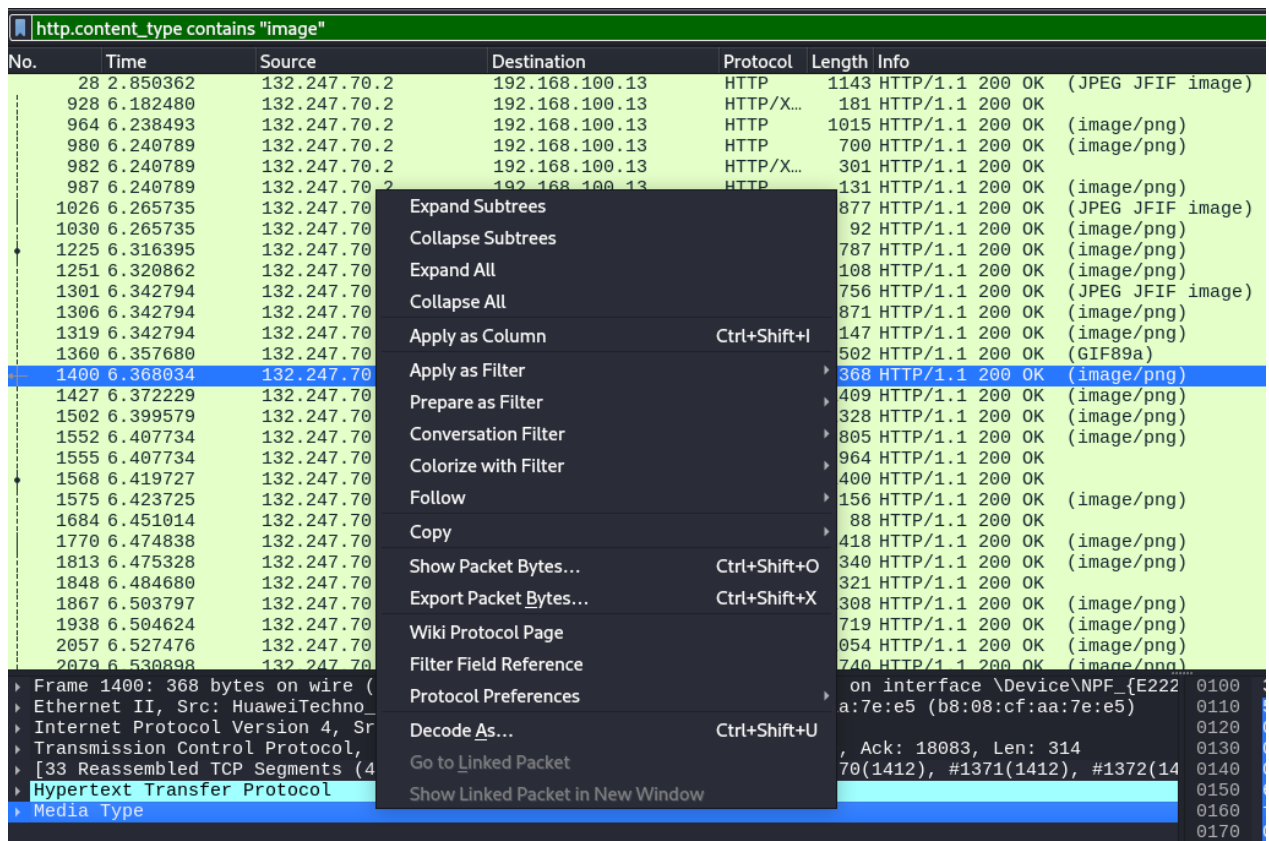 http.content_type contains "image"
No. Time Source Destination Protocol Length Info
28 2.850362 132.247.70.2 192.168.100.13 HTTP 1143 HTTP/1.1 200 OK (JPEG JFIF image)
928 6.182480 132.247.70.2 192.168.100.13 HTTP/X… 181 HTTP/1.1 200 OK
964 6.238493 132.247.70.2 192.168.100.13 HTTP 1015 HTTP/1.1 200 OK (image/png)
980 6.240789 132.247.70.2 192.168.100.13 HTTP 700 HTTP/1.1 200 OK (image/png)
982 6.240789 132.247.70.2 192.168.100.13 HTTP/X… 301 HTTP/1.1 200 OK
987 6.240789 132.247.70.2 192.168.100.13 HTTP 131 HTTP/1.1 200 OK (image/png)
1026 6.265735 132.247.70 877 HTTP/1.1 200 OK (JPEG JFIF image)
1030 6.265735 132.247.70 92 HTTP/1.1 200 OK (image/png)
1225 6.316395 132.247.70 787 HTTP/1.1 200 OK (image/png)
1251 6.320862 132.247.70 108 HTTP/1.1 200 OK (image/png)
1301 6.342794 132.247.70 756 HTTP/1.1 200 OK (JPEG JFIF image)
1306 6.342794 132.247.70 871 HTTP/1.1 200 OK (image/png)
1319 6.342794 132.247.70 147 HTTP/1.1 200 OK (image/png)
1360 6.357680 132.247.70 502 HTTP/1.1 200 OK (GIF89a)
1400 6.368034 132.247.70 368 HTTP/1.1 200 OK (image/png)
1427 6.372229 132.247.70 409 HTTP/1.1 200 OK (image/png)
1502 6.399579 132.247.70 328 HTTP/1.1 200 OK (image/png)
1552 6.407734 132.247.70 805 HTTP/1.1 200 OK (image/png)
1555 6.407734 132.247.70 964 HTTP/1.1 200 OK
1568 6.419727 132.247.70 400 HTTP/1.1 200 OK
1575 6.423725 132.247.70 156 HTTP/1.1 200 OK (image/png)
1684 6.451014 132.247.70 88 HTTP/1.1 200 OK
1770 6.474838 132.247.70 418 HTTP/1.1 200 OK (image/png)
1813 6.475328 132.247.70 340 HTTP/1.1 200 OK (image/png)
1848 6.484680 132.247.70 321 HTTP/1.1 200 OK
1867 6.503797 132.247.70 308 HTTP/1.1 200 OK (image/png)
1938 6.504624 132.247.70 719 HTTP/1.1 200 OK (image/png)
2057 6.527476 132.247.70 054 HTTP/1.1 200 OK (image/png)
2079 6.530898 132.247.70 740 HTTP/1.1 200 OK (image/png)
Expand Subtrees
Collapse Subtrees
Expand All
Collapse All
Apply as Column Ctrl+Shift+I
Apply as Filter
Prepare as Filter
Conversation Filter
Colorize with Filter
Follow
Copy
Show Packet Bytes… Ctrl+Shift+O
Export Packet Bytes… Ctrl+Shift+X
Wiki Protocol Page
Filter Field Reference
Protocol Preferences
Decode As… Ctrl+Shift+U
Go to Linked Packet
Show Linked Packet in New Window
Frame 1400: 368 bytes on wire ( on interface \Device\NPF_{E222
Ethernet II, Src: HuaweiTechno_ a:7e:e5 (b8:08:cf:aa:7e:e5)
Internet Protocol Version 4, Sr
Transmission Control Protocol, , Ack: 18083, Len: 314
[33 Reassembled TCP Segments (4 70(1412), #1371(1412), #1372(14
Hypertext Transfer Protocol
Media Type
0100
0110
0120
0130
0140
0150
0160
0170